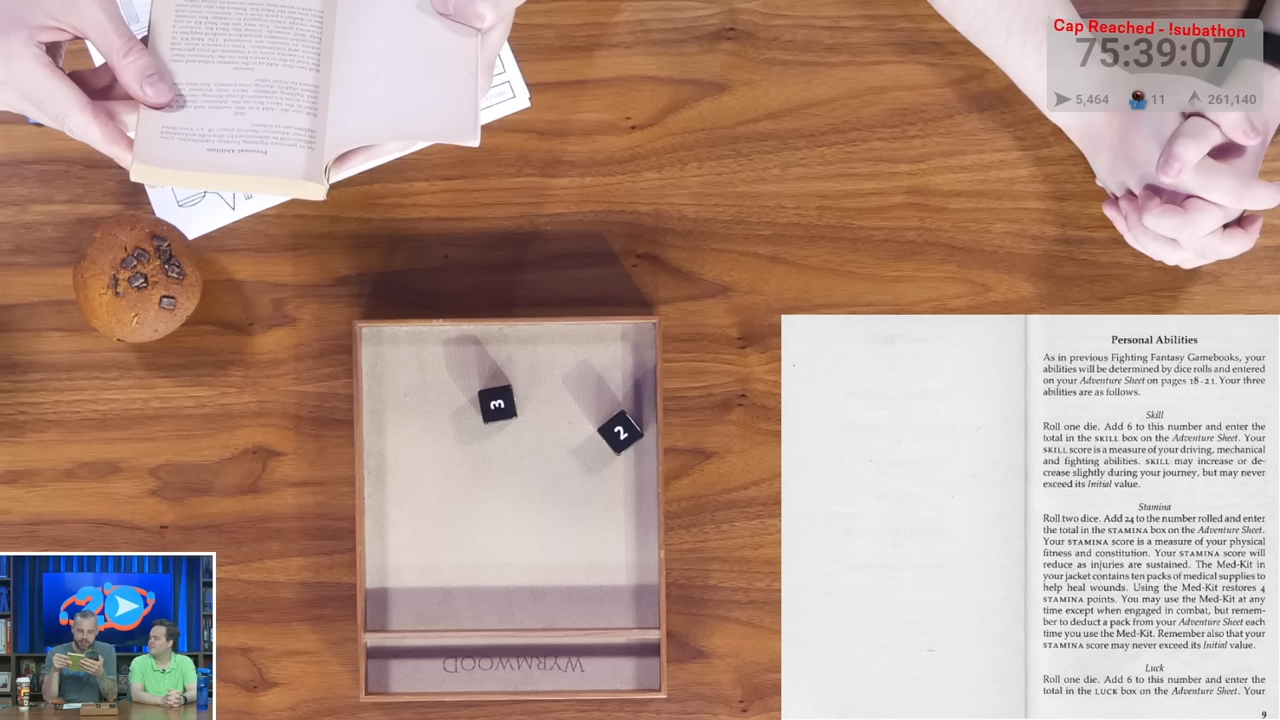 Cap Reached - !subathon
75:39:07
5,464
11
261,140
Personal Abilities
3
2
WYRMWOOD
Personal Abilities
As in previous Fighting Fantasy Gamebooks, your
abilities will be determined by dice rolls and entered
on your Adventure Sheet on pages 18-21. Your three
abilities are as follows.
Skill
Roll one die. Add 6 to this number and enter the
total in the SKILL box on the Adventure Sheet. Your
SKILL score is a measure of your driving, mechanical
and fighting abilities. SKILL may increase or de-
crease slightly during your journey, but may never
exceed its Initial value.
Stamina
Roll two dice. Add 24 to the number rolled and enter
the total in the STAMINA box on the Adventure Sheet.
Your STAMINA score is a measure of your physical
fitness and constitution. Your STAMINA score will
reduce as injuries are sustained. The Med-Kit in
your jacket contains ten packs of medical supplies to
help heal wounds. Using the Med-Kit restores 4
STAMINA points. You may use the Med-Kit at any
time except when engaged in combat, but remem-
ber to deduct a pack from your Adventure Sheet each
time you use the Med-Kit. Remember also that your
STAMINA score may never exceed its Initial value.
Luck
Roll one die. Add 6 to this number and enter the
total in the LUCK box on the Adventure Sheet. Your
9